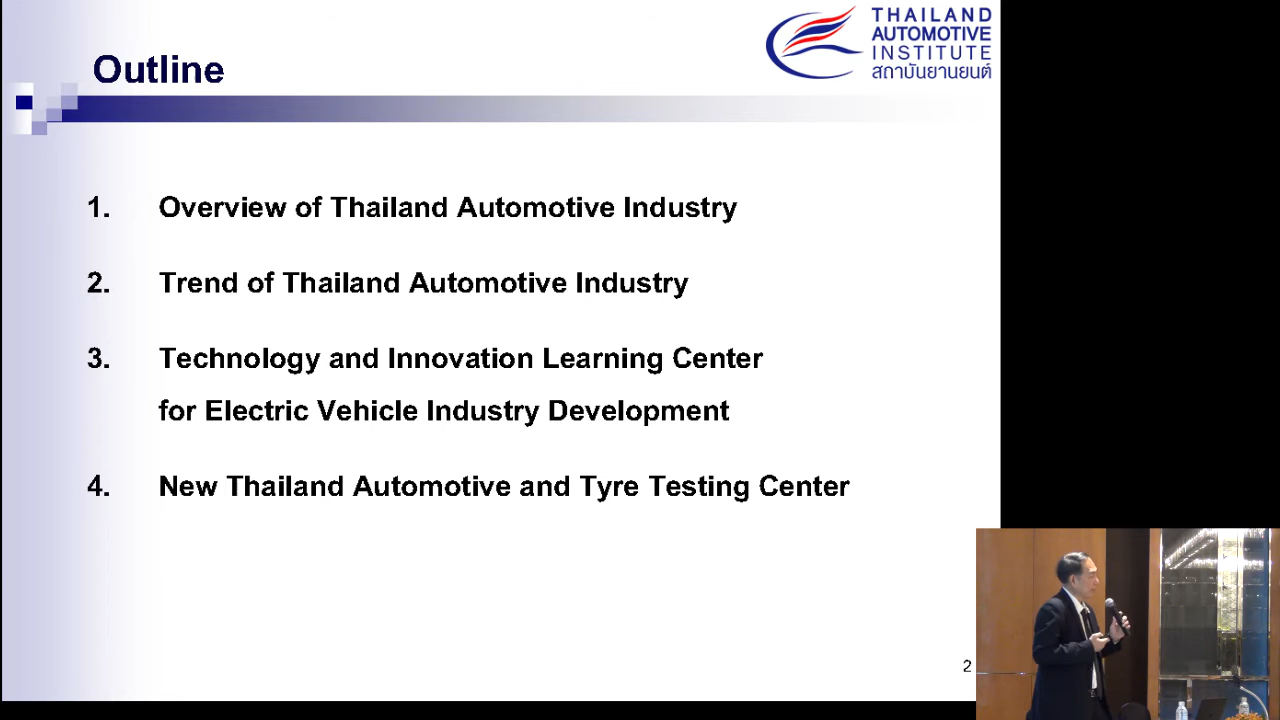 THAILAND
AUTOMOTIVE
INSTITUTE
สถาบันยานยนต์
Outline
1. Overview of Thailand Automotive Industry
2. Trend of Thailand Automotive Industry
3. Technology and Innovation Learning Center
for Electric Vehicle Industry Development
4. New Thailand Automotive and Tyre Testing Center
2